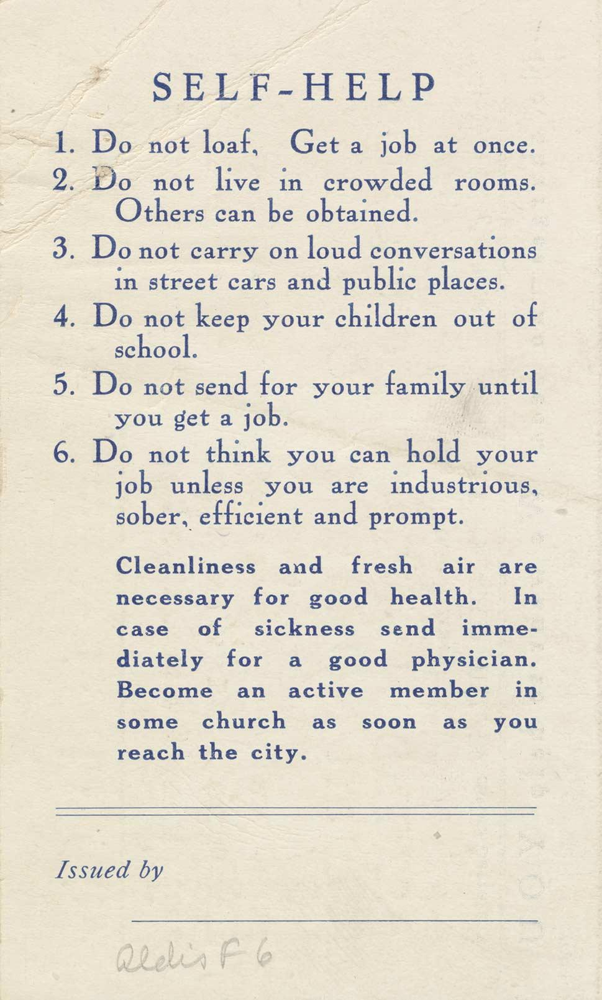 SELF-HELP
1. Do not loaf, Get a job at once.
2. Do not live in crowded rooms.
Others can be obtained.
3. Do not carry on loud conversations
in street cars and public places.
4. Do not keep your children out of
school.
5. Do not send for your family until
you get a job.
6. Do not think you can hold your
job unless you are industrious,
sober, efficient and prompt.
Cleanliness and fresh air are
necessary for good health. In
case of sickness send imme-
diately for a good physician.
Become an active member in
some church as soon as you
reach the city.
Issued by
Aldis F 6